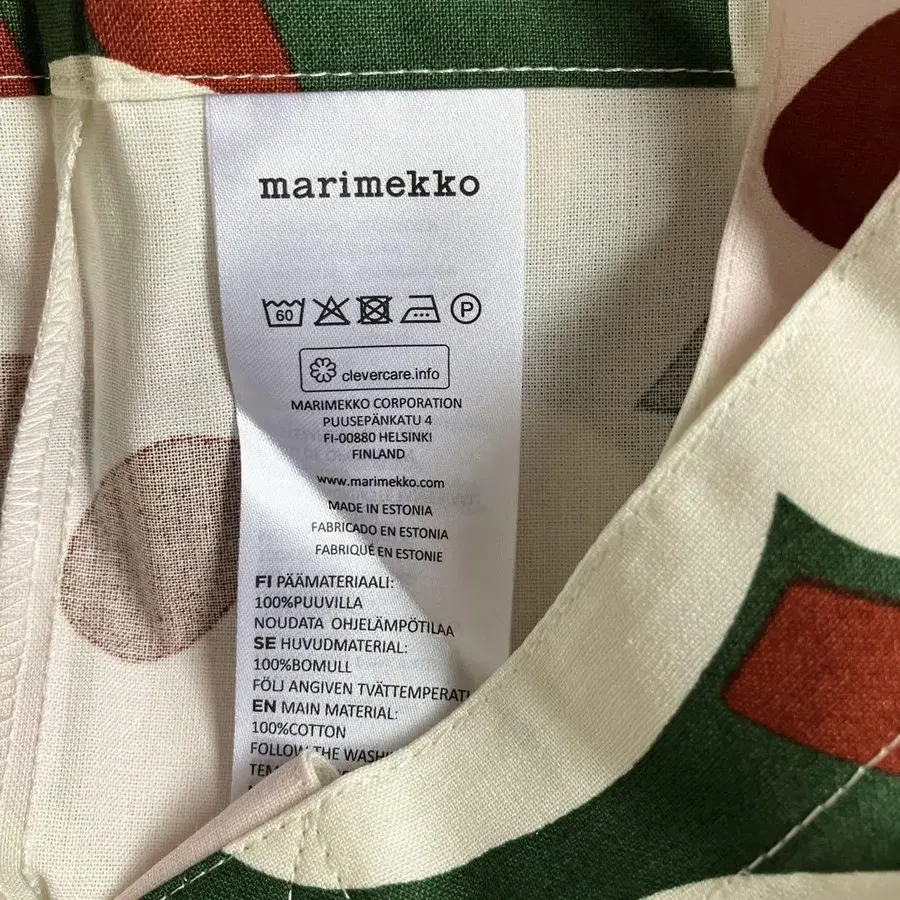 marimekko
60 P
clevercare.info
MARIMEKKO CORPORATION
PUUSEPÄNKATU 4
FI-00880 HELSINKI
FINLAND
www.marimekko.com
MADE IN ESTONIA
FABRICADO EN ESTONIA
FABRIQUÉ EN ESTONIE
FI PÄÄMATERIAALI:
100%PUUVILLA
NOUDATA OHJELÄMPÖTILAA
SE HUVUDMATERIAL:
100%BOMULL
FÖLJ ANGIVEN
EN MAIN MATERIAL:
100%COTTON
FOLLOW THE